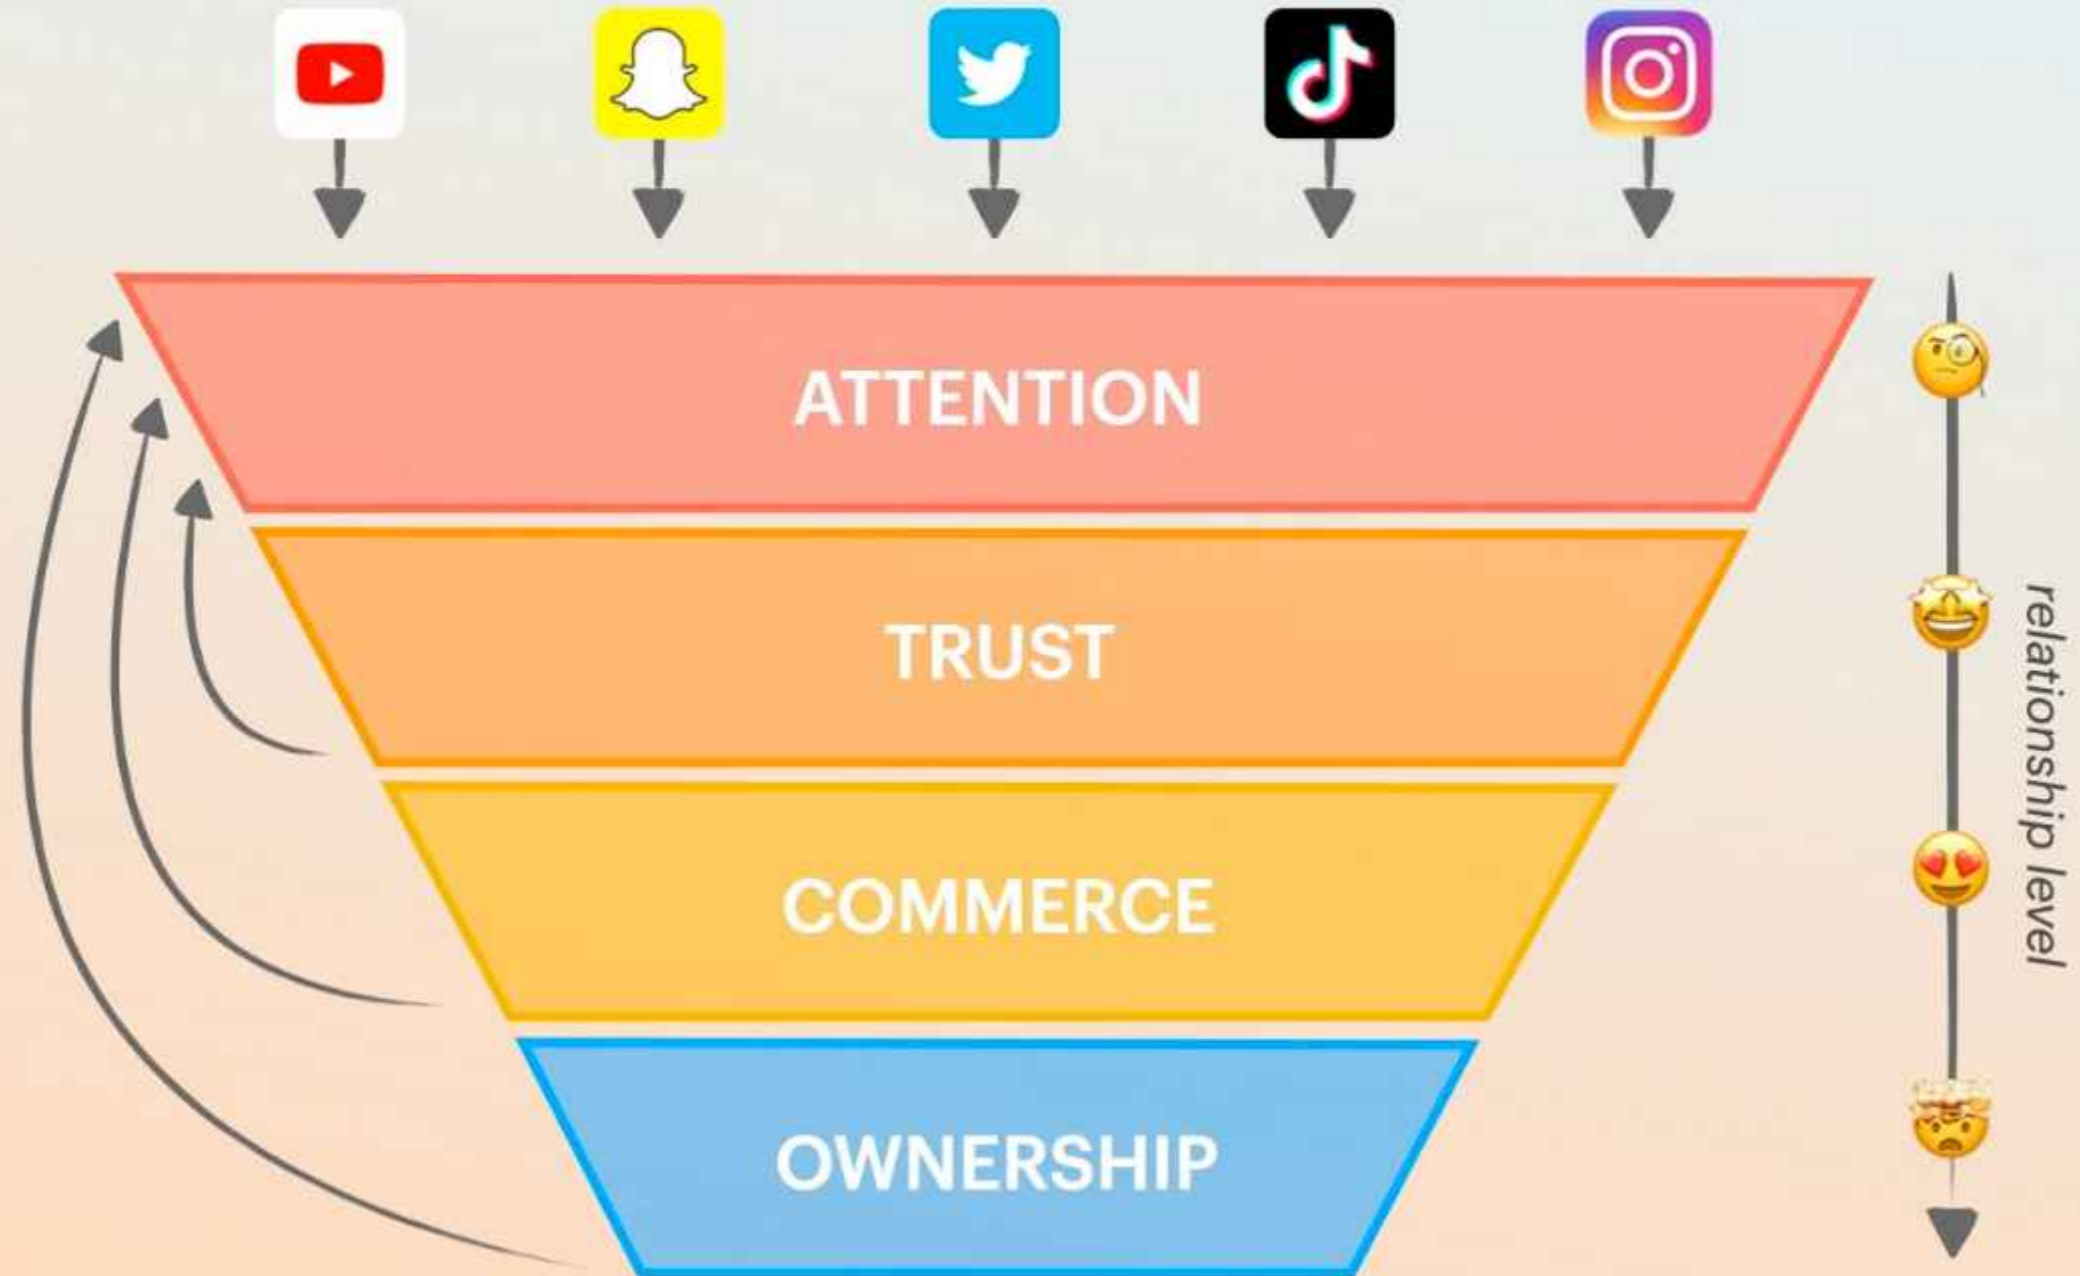 ATTENTION
TRUST
COMMERCE
OWNERSHIP
relationship level